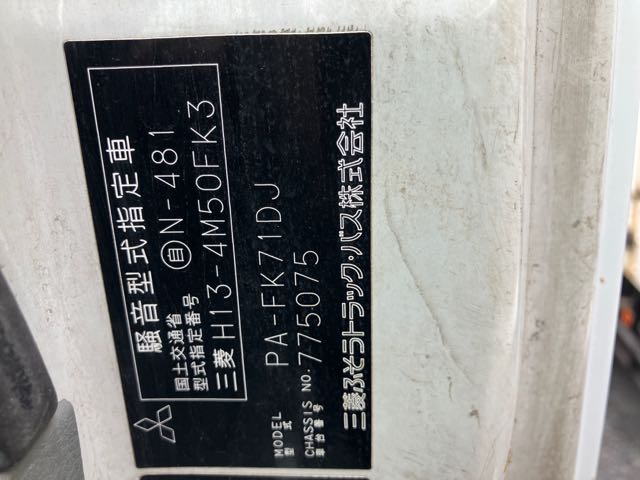 騒音型式指定車
国土交通省
型式指定番号
自 N-481
三菱 H13-4M50FK3
MODEL
型式
PA-FK71DJ
CHASSIS NO.
車台番号
775075
三菱ふそうトラック・バス株式会社